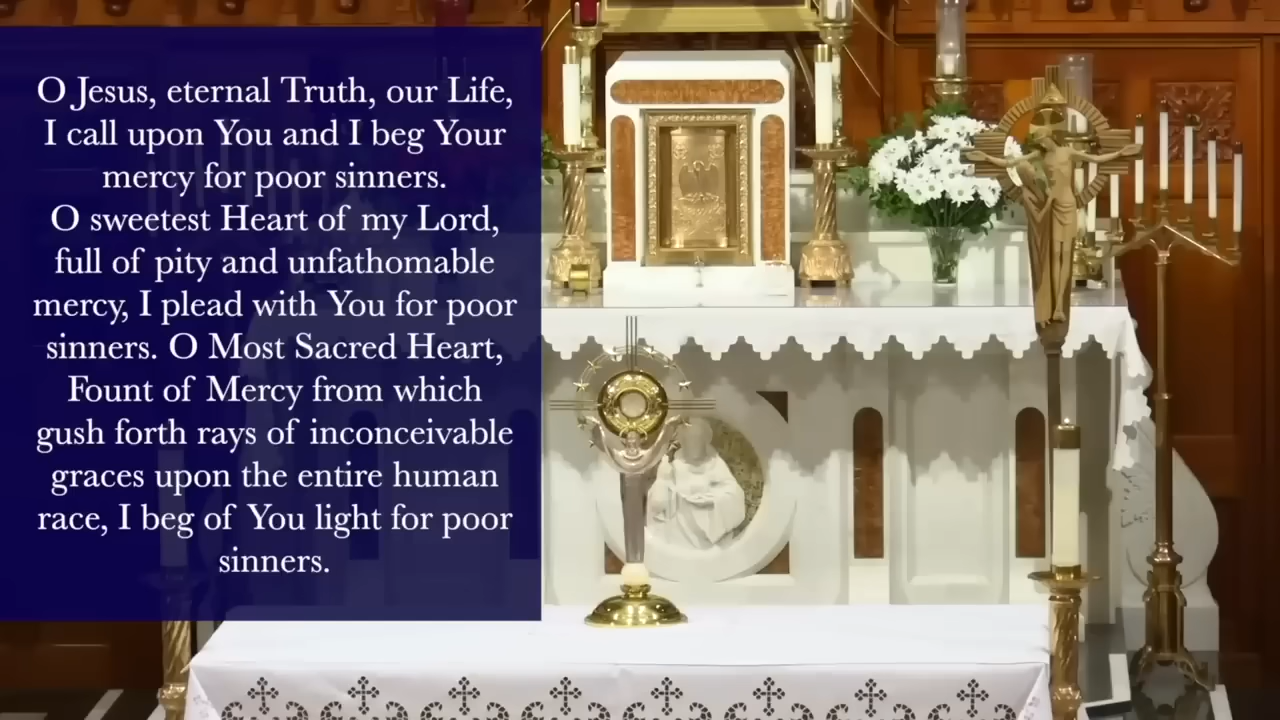 O Jesus, eternal Truth, our Life,
I call upon You and I beg Your
mercy for poor sinners.
O sweetest Heart of my Lord,
full of pity and unfathomable
mercy, I plead with You for poor
sinners. O Most Sacred Heart,
Fount of Mercy from which
gush forth rays of inconceivable
graces upon the entire human
race, I beg of You light for poor
sinners.